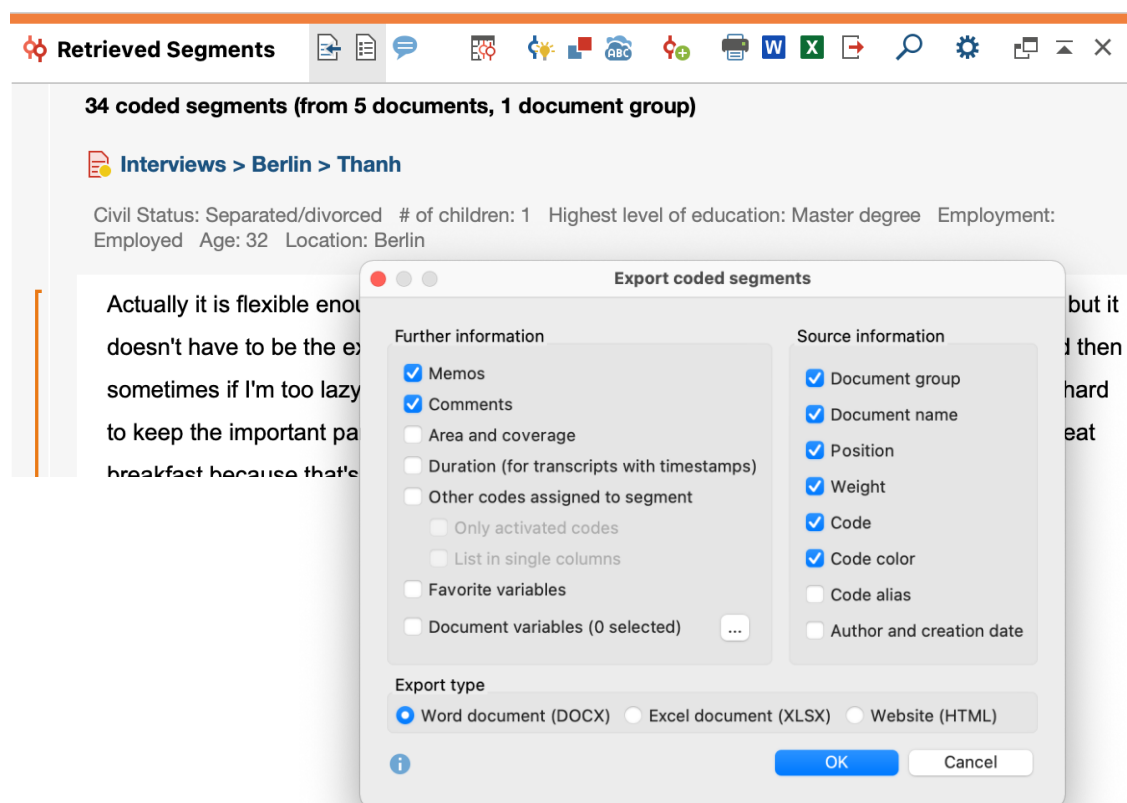 Retrieved Segments
ABC
W
X
34 coded segments (from 5 documents, 1 document group)
Interviews > Berlin > Thanh
Civil Status: Separated/divorced # of children: 1 Highest level of education: Master degree Employment:
Employed Age: 32 Location: Berlin
Actually it is flexible but it
doesn't have to be the then
sometimes if I'm too lazy hard
to keep the important
breakfast because that's
Export coded segments
Further information
Memos
Comments
Area and coverage
Duration (for transcripts with timestamps)
Other codes assigned to segment
Only activated codes
List in single columns
Favorite variables
Document variables (0 selected)
...
Source information
Document group
Document name
Position
Weight
Code
Code color
Code alias
Author and creation date
Export type
Word document (DOCX) Excel document (XLSX) Website (HTML)
i
OK Cancel